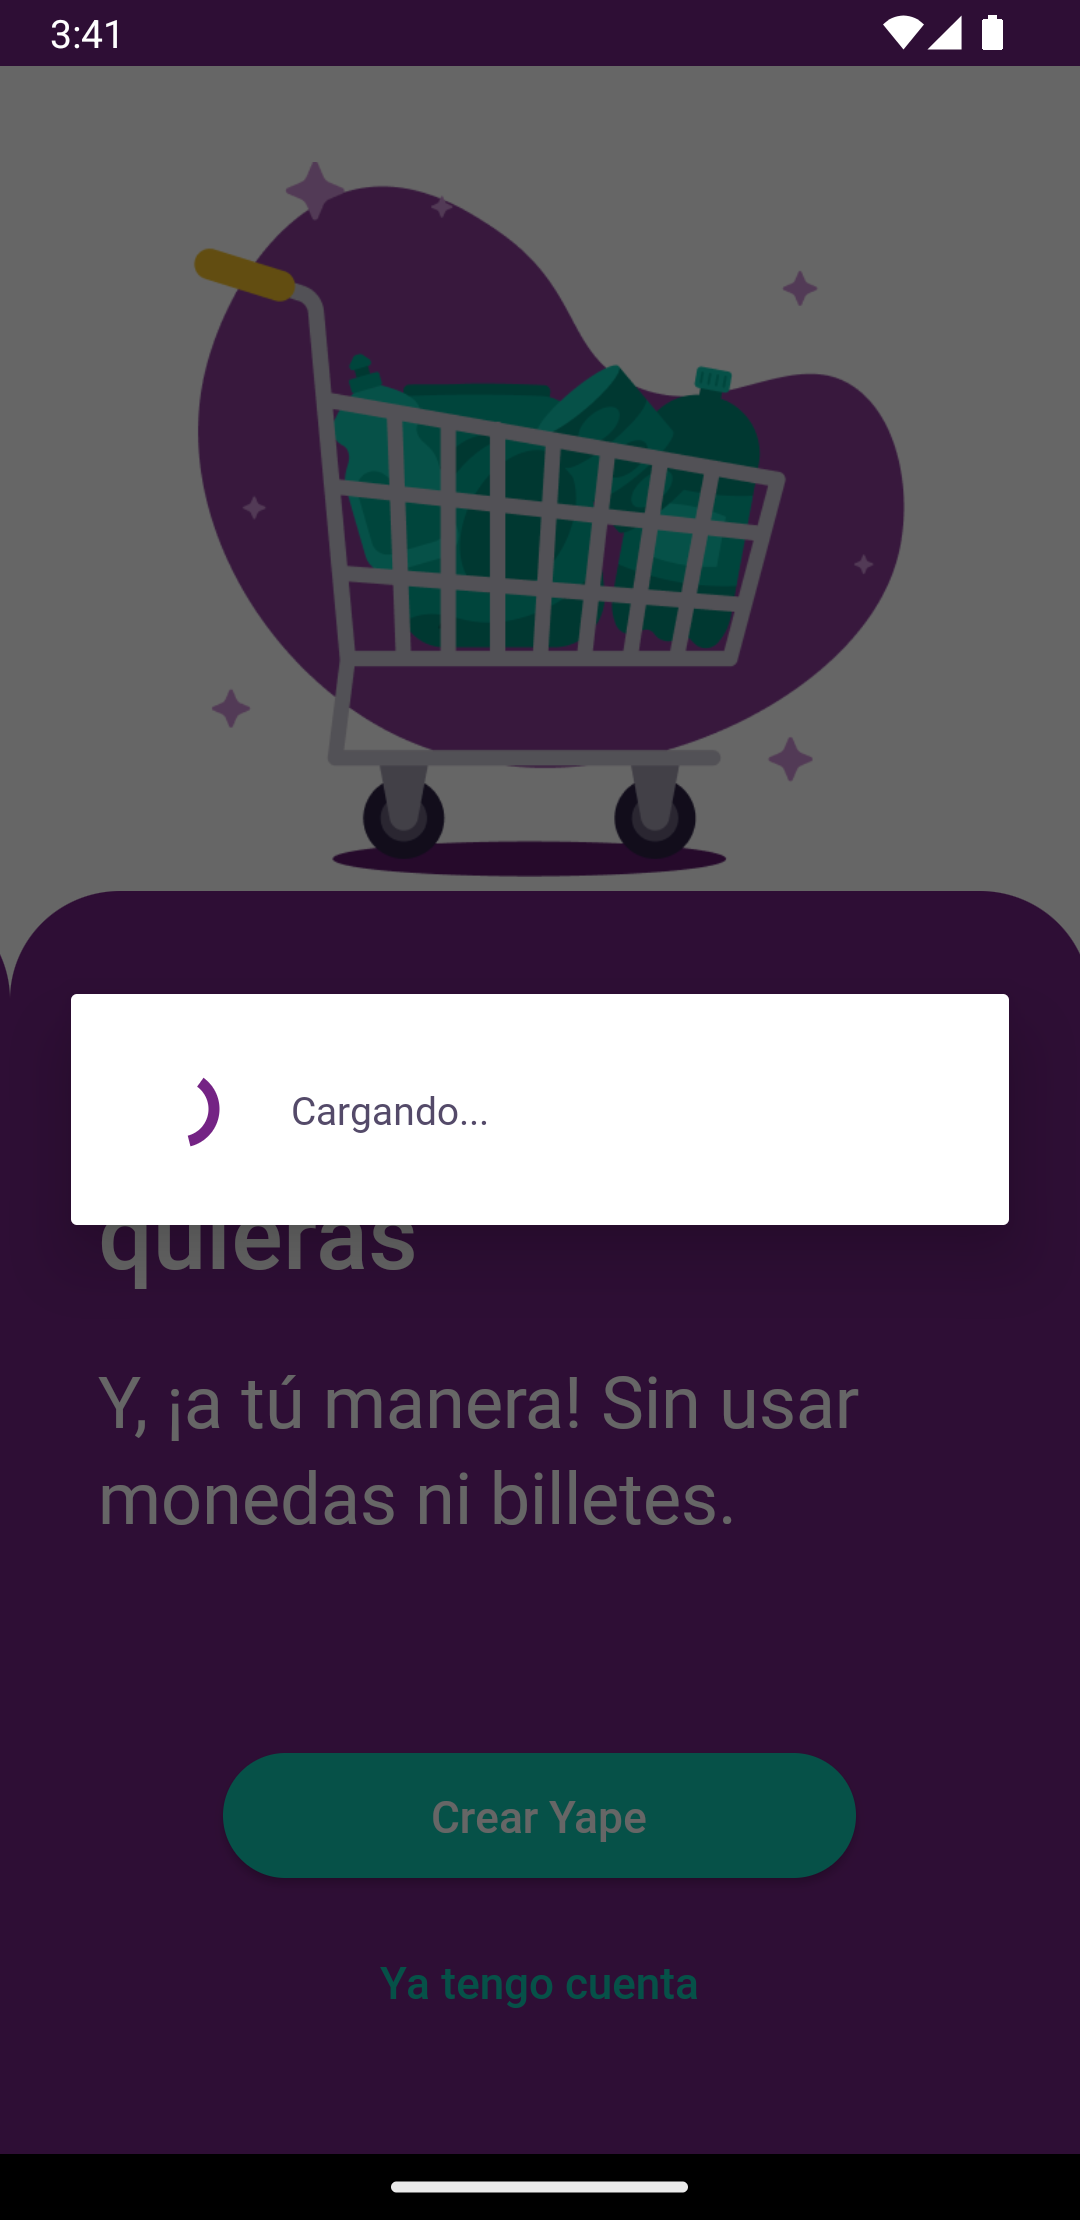 3:41
Cargando...
quieras
Y, ¡a tú manera! Sin usar
monedas ni billetes.
Crear Yape
Ya tengo cuenta